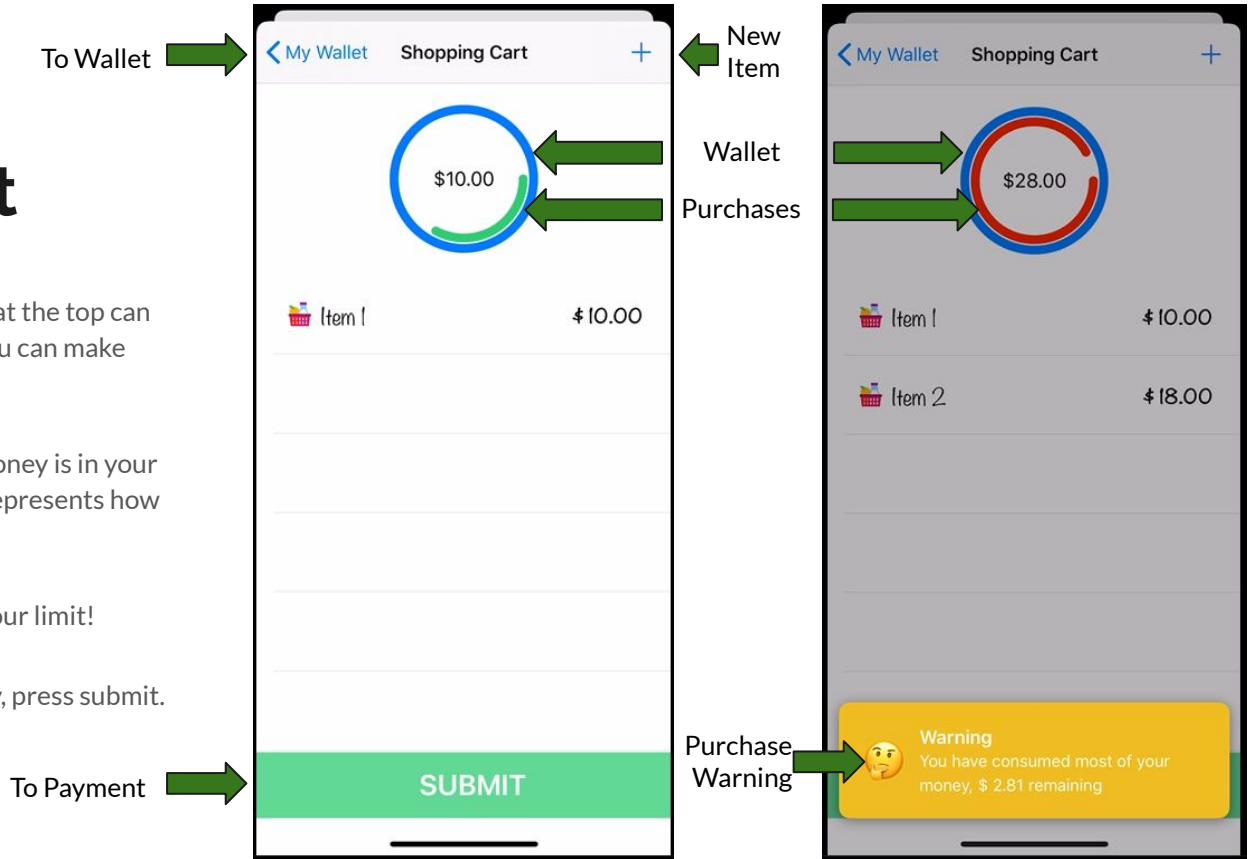 t
at the top can
u can make
oney is in your
epresents how
our limit!
, press submit.
To Wallet
To Payment
My Wallet
Shopping Cart
+
$10.00
Item 1
$10.00
SUBMIT
New
Item
Wallet
Purchases
Purchase
Warning
My Wallet
Shopping Cart
+
$28.00
Item 1
$10.00
Item 2
$18.00
Warning
You have consumed most of your
money, $ 2.81 remaining